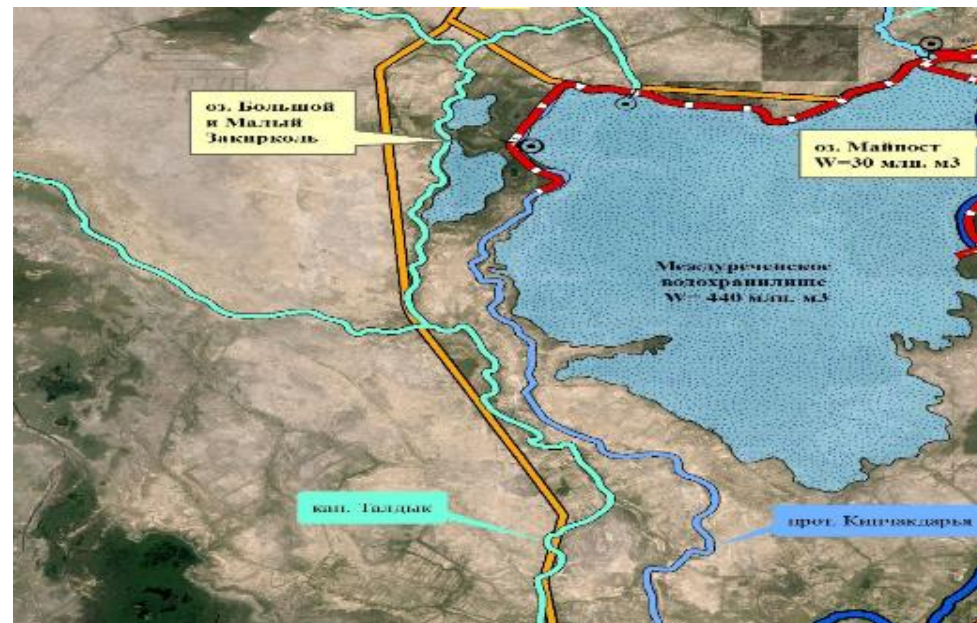 оз. Большой
и Малый
Закирколь
оз. Майпост
W=30 млн. м3
Междуреченское
водохранилище
W= 440 млн. м3
кан. Талдык
прот. Кипчакдарья